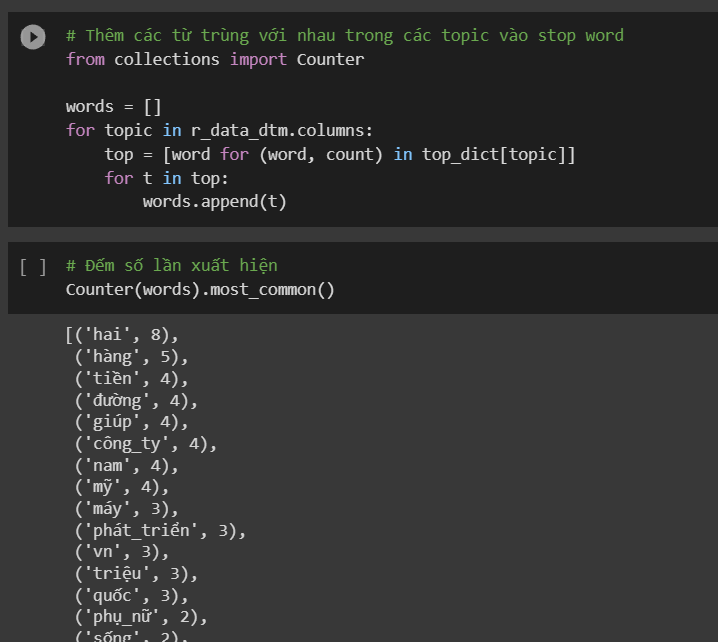 # Thêm các từ trùng với nhau trong các topic vào stop word
from collections import Counter
words = []
for topic in r_data_dtm.columns:
    top = [word for (word, count) in top_dict[topic]]
    for t in top:
        words.append(t)
[ ] # Đếm số lần xuất hiện
Counter(words).most_common()
[('hai', 8),
 ('hàng', 5),
 ('tiền', 4),
 ('đường', 4),
 ('giúp', 4),
 ('công_ty', 4),
 ('nam', 4),
 ('mỹ', 4),
 ('máy', 3),
 ('phát_triển', 3),
 ('vn', 3),
 ('triệu', 3),
 ('quốc', 3),
 ('phụ_nữ', 2),
 ('sống', 2),